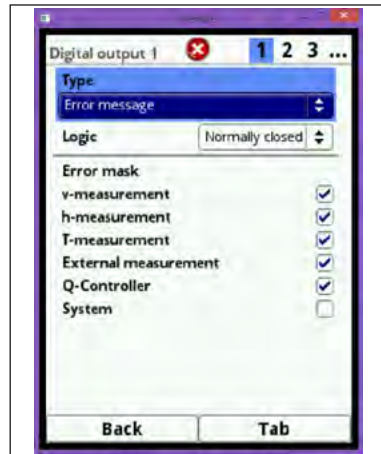 Digital output 1 1 2 3 ...
Type
Error message
Logic Normally closed
Error mask
v-measurement
h-measurement
T-measurement
External measurement
Q-Controller
System
Back Tab